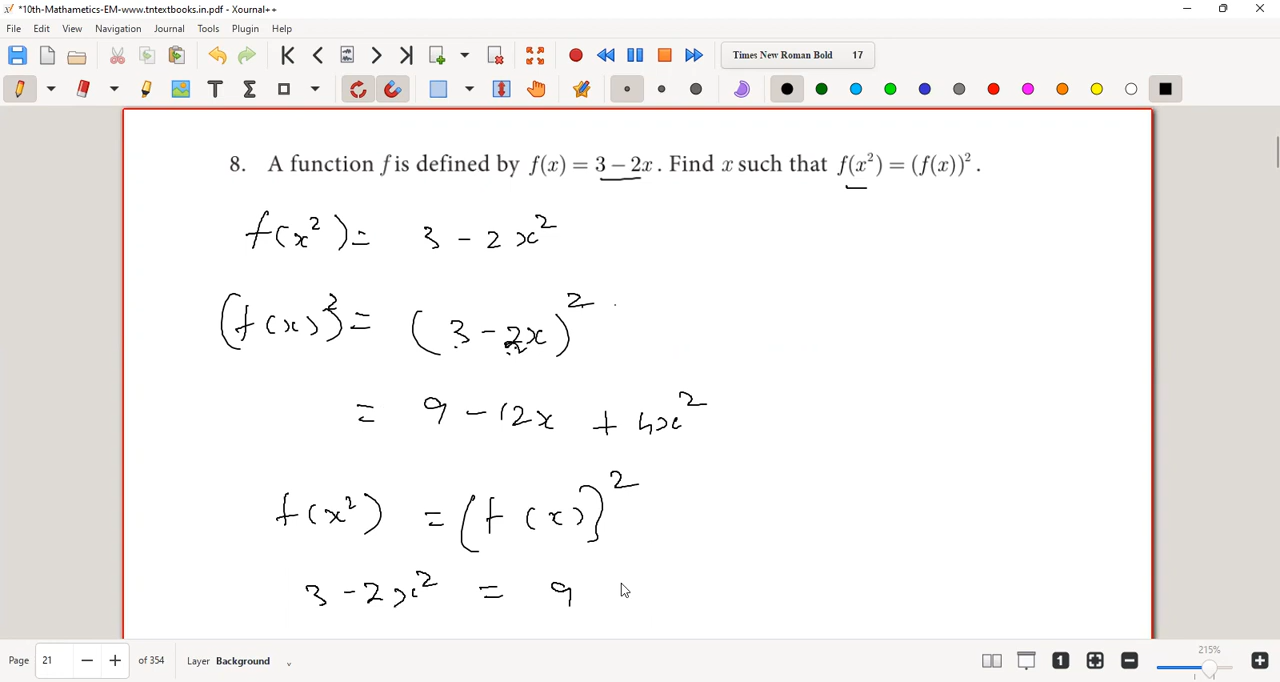 *10th-Mathametics-EM-www.tntextbooks.in.pdf - Xournal++
File Edit View Navigation Journal Tools Plugin Help
Times New Roman Bold 17
8. A function f is defined by f(x) = 3 – 2x . Find x such that f(x²) = (f(x))².
f(x²) = 3 - 2x²
(f(x))² = (3 - 2x)²
= 9 - 12x + 4x²
f(x²) = (f(x))²
3 - 2x² = 9
Page 21 of 354 Layer Background 215%